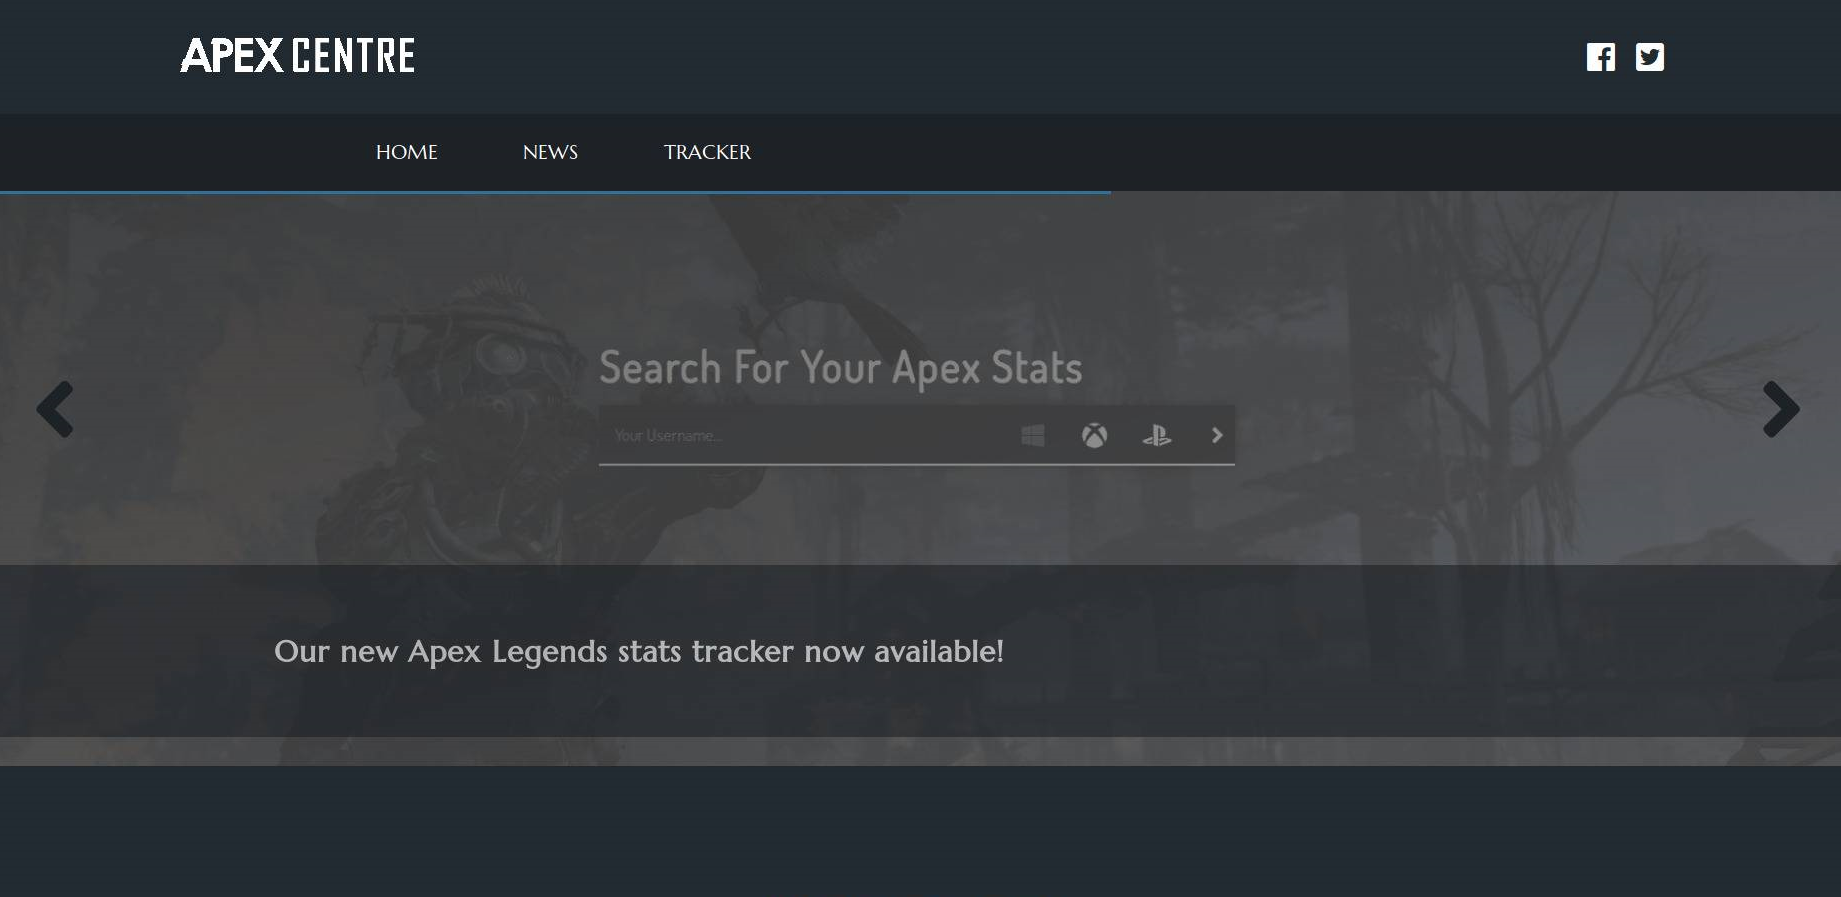 APEX CENTRE
HOME NEWS TRACKER
Search For Your Apex Stats
Your Username...
Our new Apex Legends stats tracker now available!